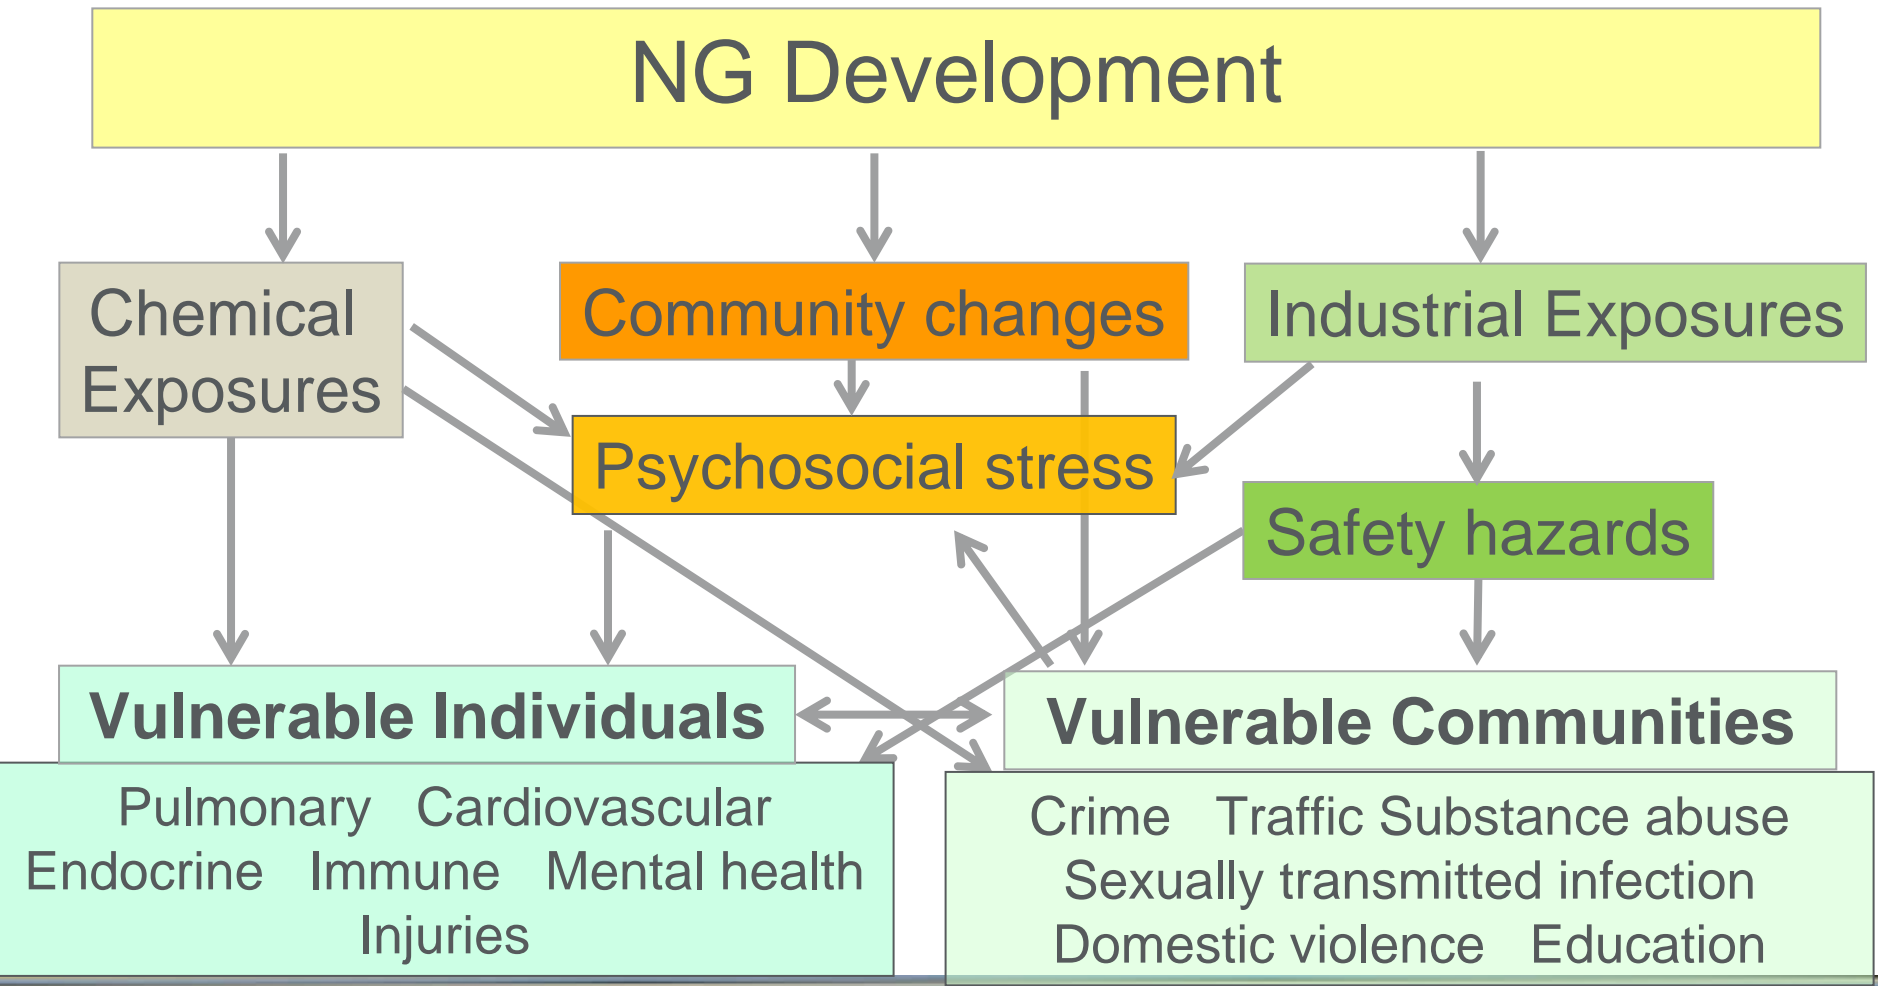 NG Development
Chemical
Exposures
Community changes
Industrial Exposures
Psychosocial stress
Safety hazards
Vulnerable Individuals
Pulmonary Cardiovascular
Endocrine Immune Mental health
Injuries
Vulnerable Communities
Crime Traffic Substance abuse
Sexually transmitted infection
Domestic violence Education